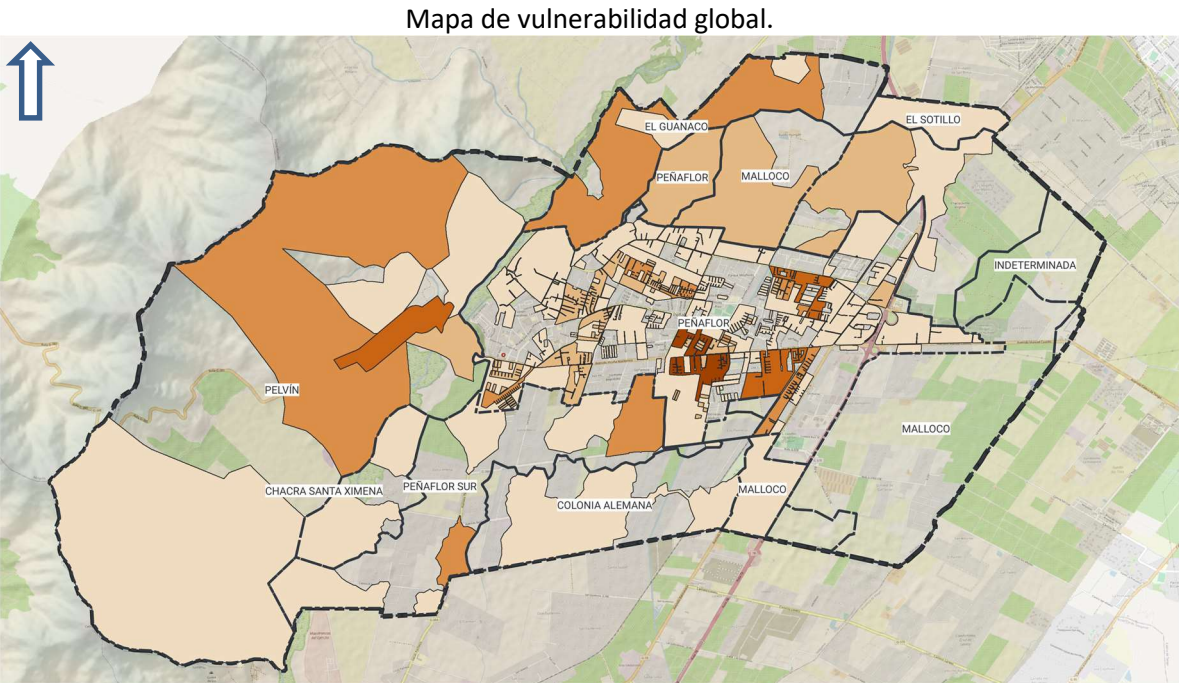 Mapa de vulnerabilidad global.
EL SOTILLO
EL GUANACO
PEÑAFLOR
MALLOCO
INDETERMINADA
PEÑAFLOR
PELVÍN
MALLOCO
CHACRA SANTA XIMENA
PEÑAFLOR SUR
MALLOCO
COLONIA ALEMANA